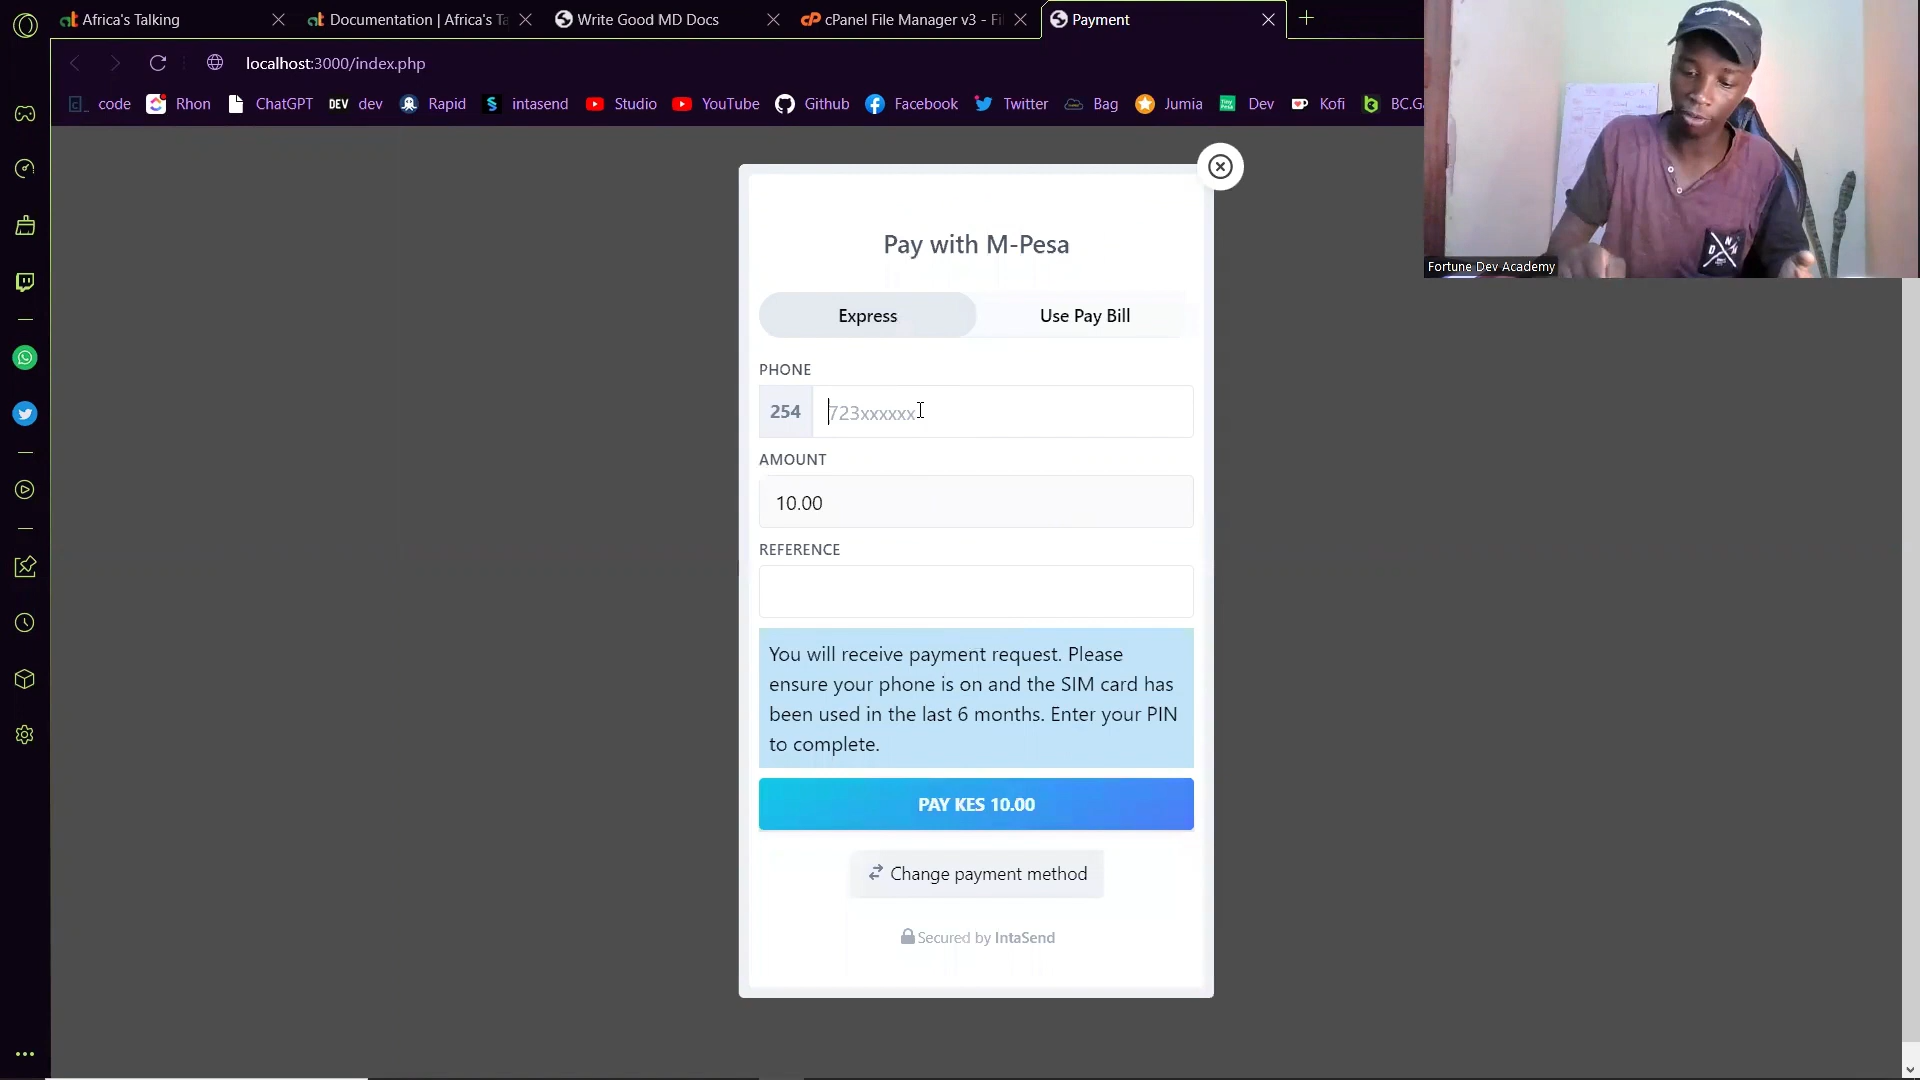 Africa's Talking
Documentation | Africa's Ta
Write Good MD Docs
cPanel File Manager v3 - Fi
Payment
localhost:3000/index.php
code
Rhon
ChatGPT
DEV dev
Rapid
intasend
Studio
YouTube
Github
Facebook
Twitter
Bag
Jumia
Dev
Kofi
BC.Ga
Champion
Fortune Dev Academy
Pay with M-Pesa
Express
Use Pay Bill
PHONE
254
723xxxxxx
AMOUNT
10.00
REFERENCE
You will receive payment request. Please
ensure your phone is on and the SIM card has
been used in the last 6 months. Enter your PIN
to complete.
PAY KES 10.00
Change payment method
Secured by IntaSend